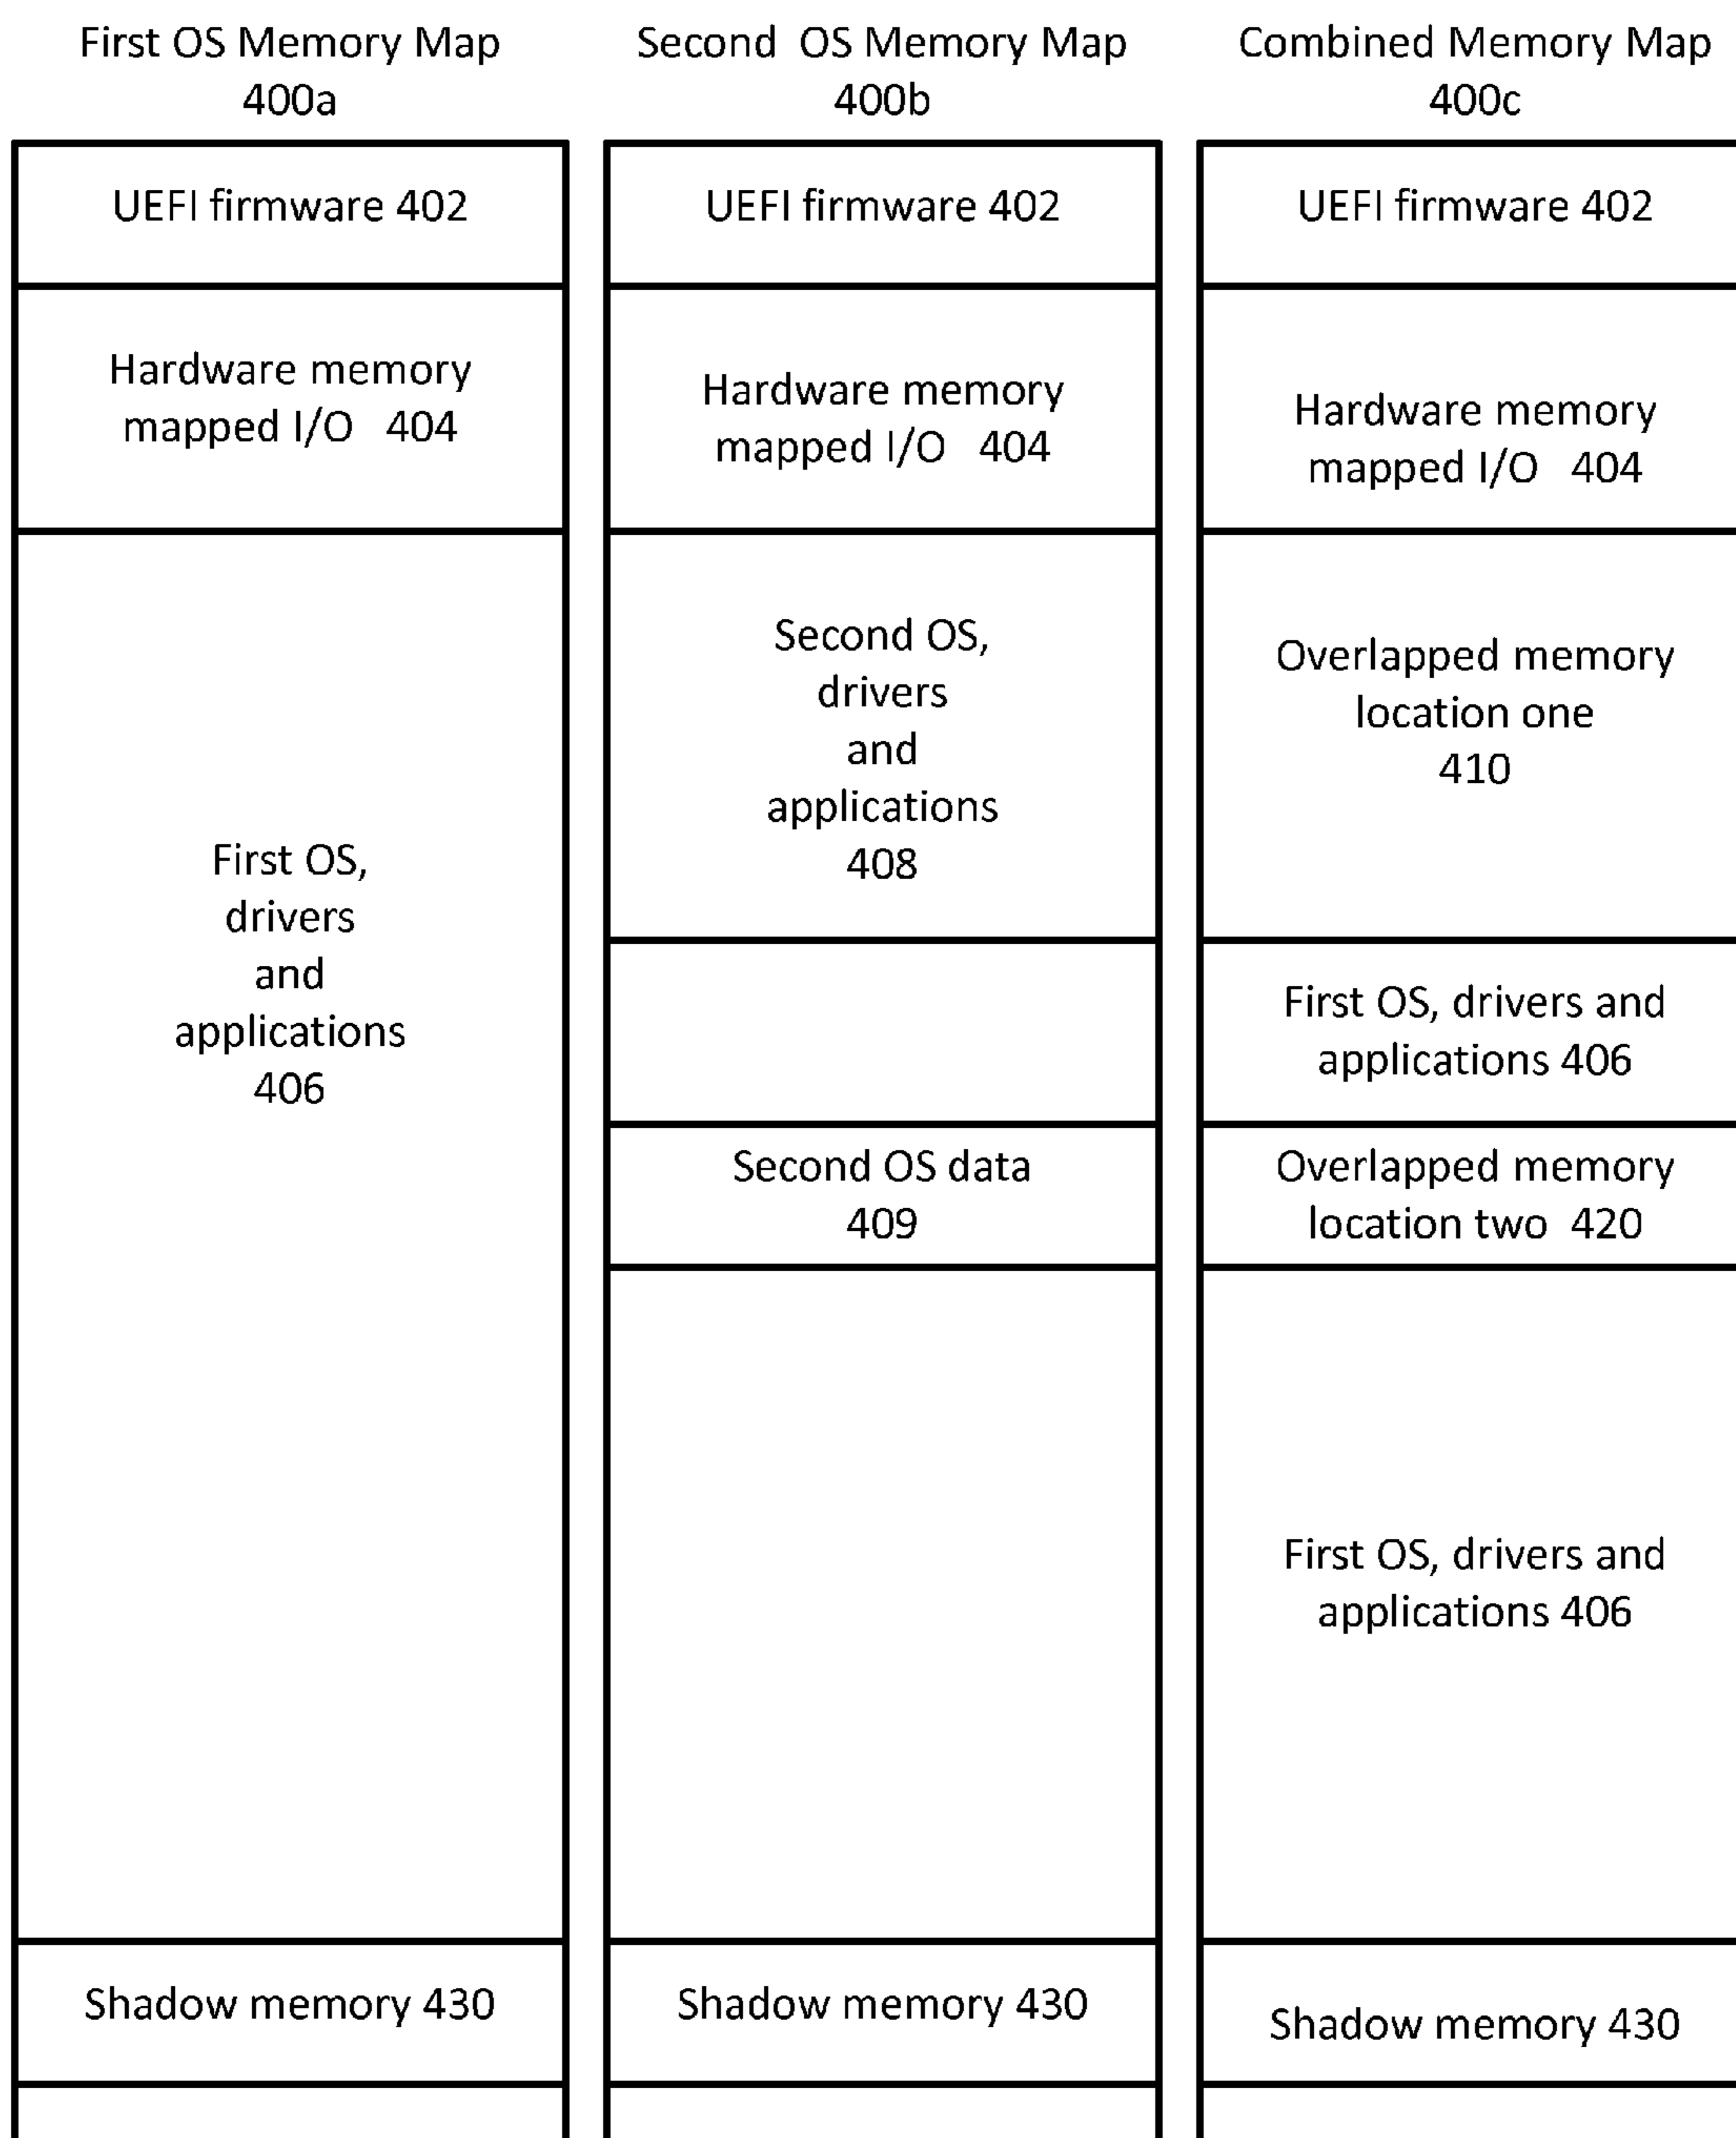 First OS Memory Map
400a
UEFI firmware 402
Hardware memory
mapped I/O 404
First OS,
drivers
and
applications
406
Shadow memory 430
Second OS Memory Map
400b
UEFI firmware 402
Hardware memory
mapped I/O 404
Second OS,
drivers
and
applications
408
Second OS data
409
Shadow memory 430
Combined Memory Map
400c
UEFI firmware 402
Hardware memory
mapped I/O 404
Overlapped memory
location one
410
First OS, drivers and
applications 406
Overlapped memory
location two 420
First OS, drivers and
applications 406
Shadow memory 430